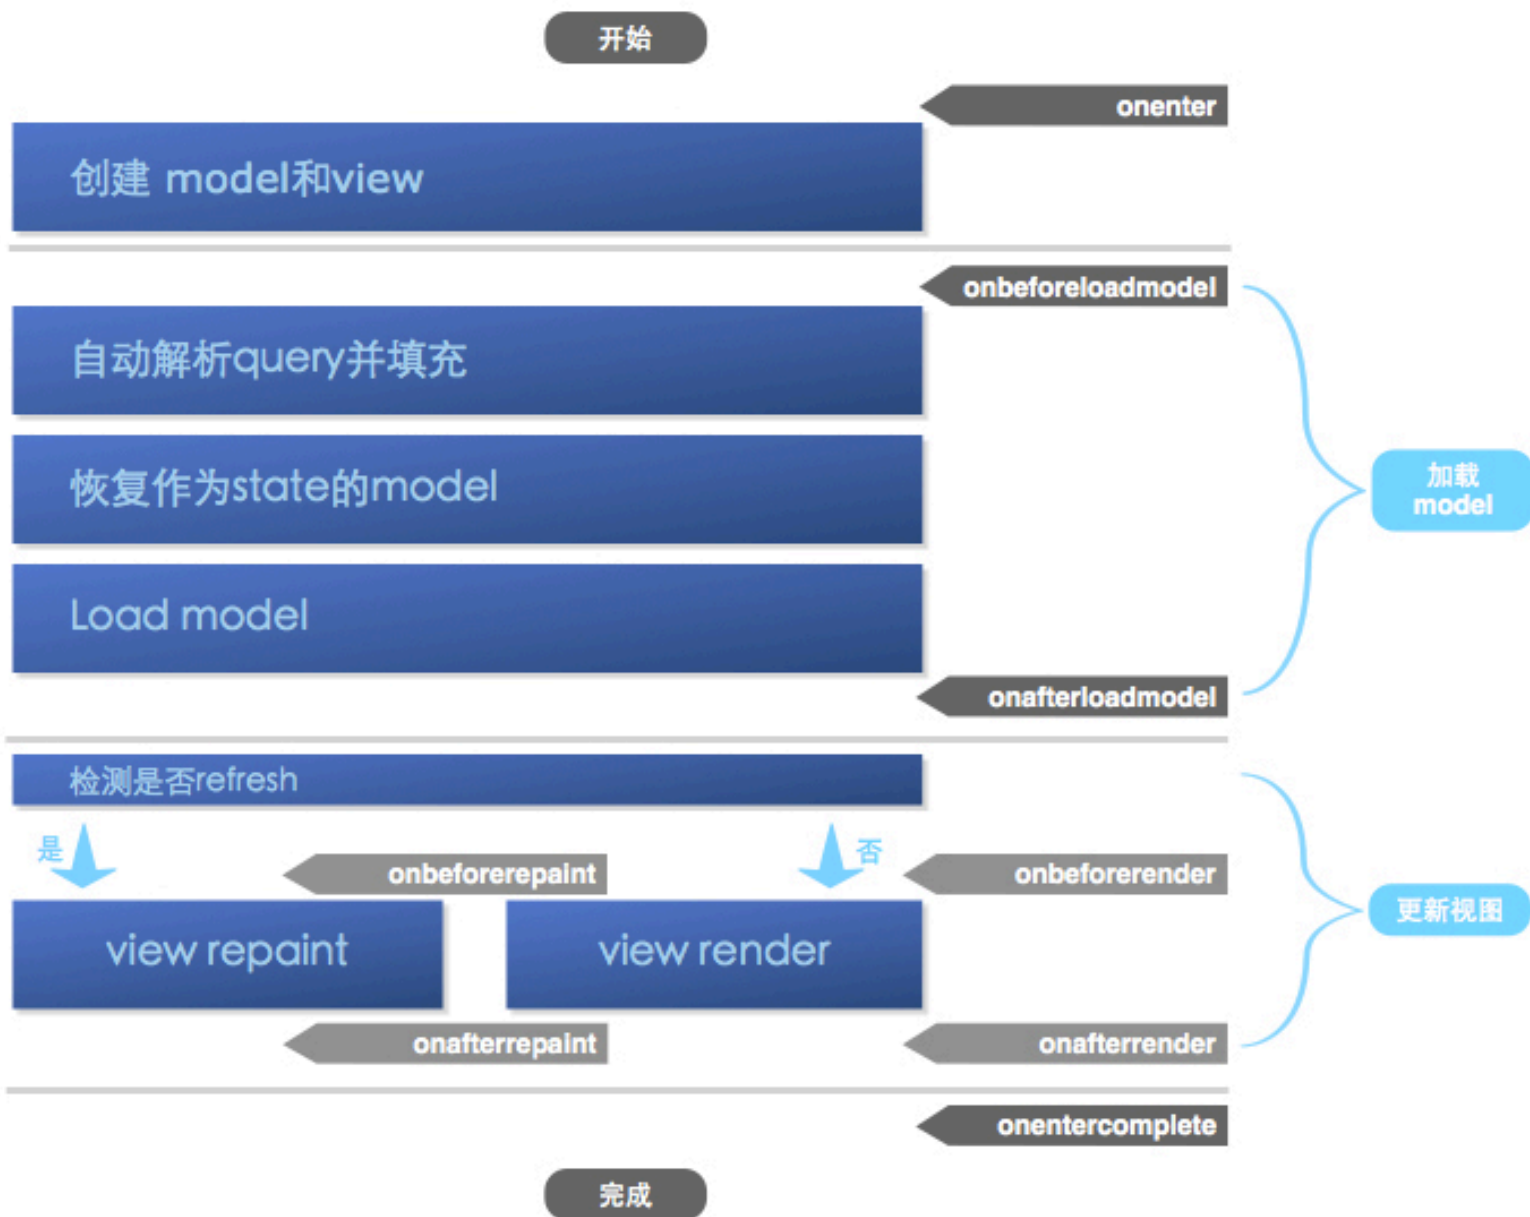 开始
onenter
创建 model和view
onbeforeloadmodel
自动解析query并填充
恢复作为state的model
加载
model
Load model
onafterloadmodel
检测是否refresh
是
否
onbeforerepaint
onbeforerender
view repaint
view render
更新视图
onafterrepaint
onafterrender
onentercomplete
完成